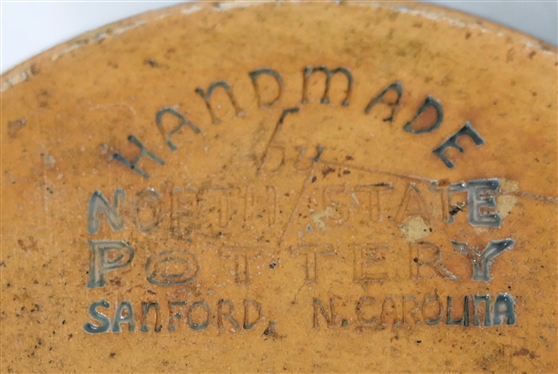 HANDMADE
by
NORTH STATE
POTTERY
SANFORD, N. CAROLINA